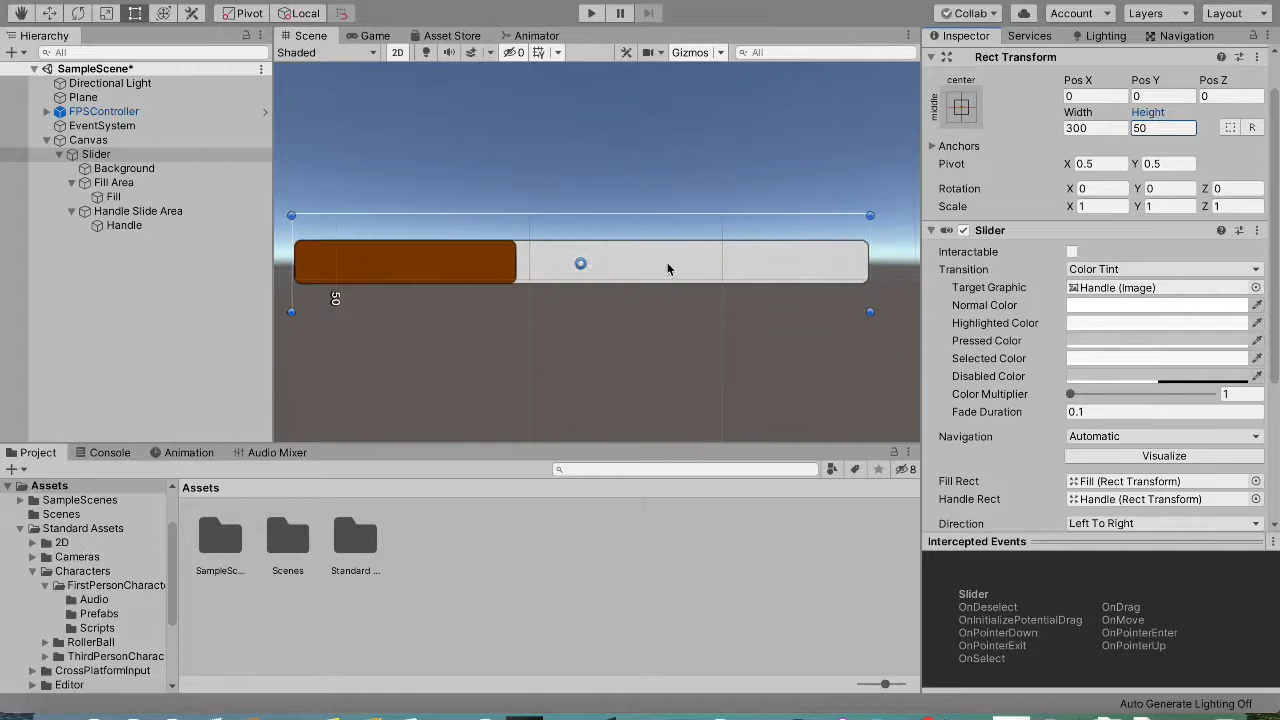 Pivot Local Collab Account Layers Layout
Hierarchy Scene Game Asset Store Animator Inspector Services Lighting Navigation
All Shaded 2D 0 Gizmos All
Rect Transform
SampleScene*
Directional Light
Plane
FPSController
EventSystem
Canvas
Slider
Background
Fill Area
Fill
Handle Slide Area
Handle
50
center
middle
Pos X Pos Y Pos Z
0 0 0
Width Height
300 50 R
Anchors
Pivot X 0.5 Y 0.5
Rotation X 0 Y 0 Z 0
Scale X 1 Y 1 Z 1
Slider
Interactable
Transition Color Tint
Target Graphic Handle (Image)
Normal Color
Highlighted Color
Pressed Color
Selected Color
Disabled Color
Color Multiplier 1
Fade Duration 0.1
Navigation Automatic
Visualize
Fill Rect Fill (Rect Transform)
Handle Rect Handle (Rect Transform)
Direction Left To Right
Project Console Animation Audio Mixer
8
Assets
SampleScenes
Scenes
Standard Assets
2D
Cameras
Characters
FirstPersonCharact
Audio
Prefabs
Scripts
RollerBall
ThirdPersonCharac
CrossPlatformInput
Editor
Assets
SampleSc... Scenes Standard ...
Intercepted Events
Slider
OnDeselect OnDrag
OnInitializePotentialDrag OnMove
OnPointerDown OnPointerEnter
OnPointerExit OnPointerUp
OnSelect
Auto Generate Lighting Off